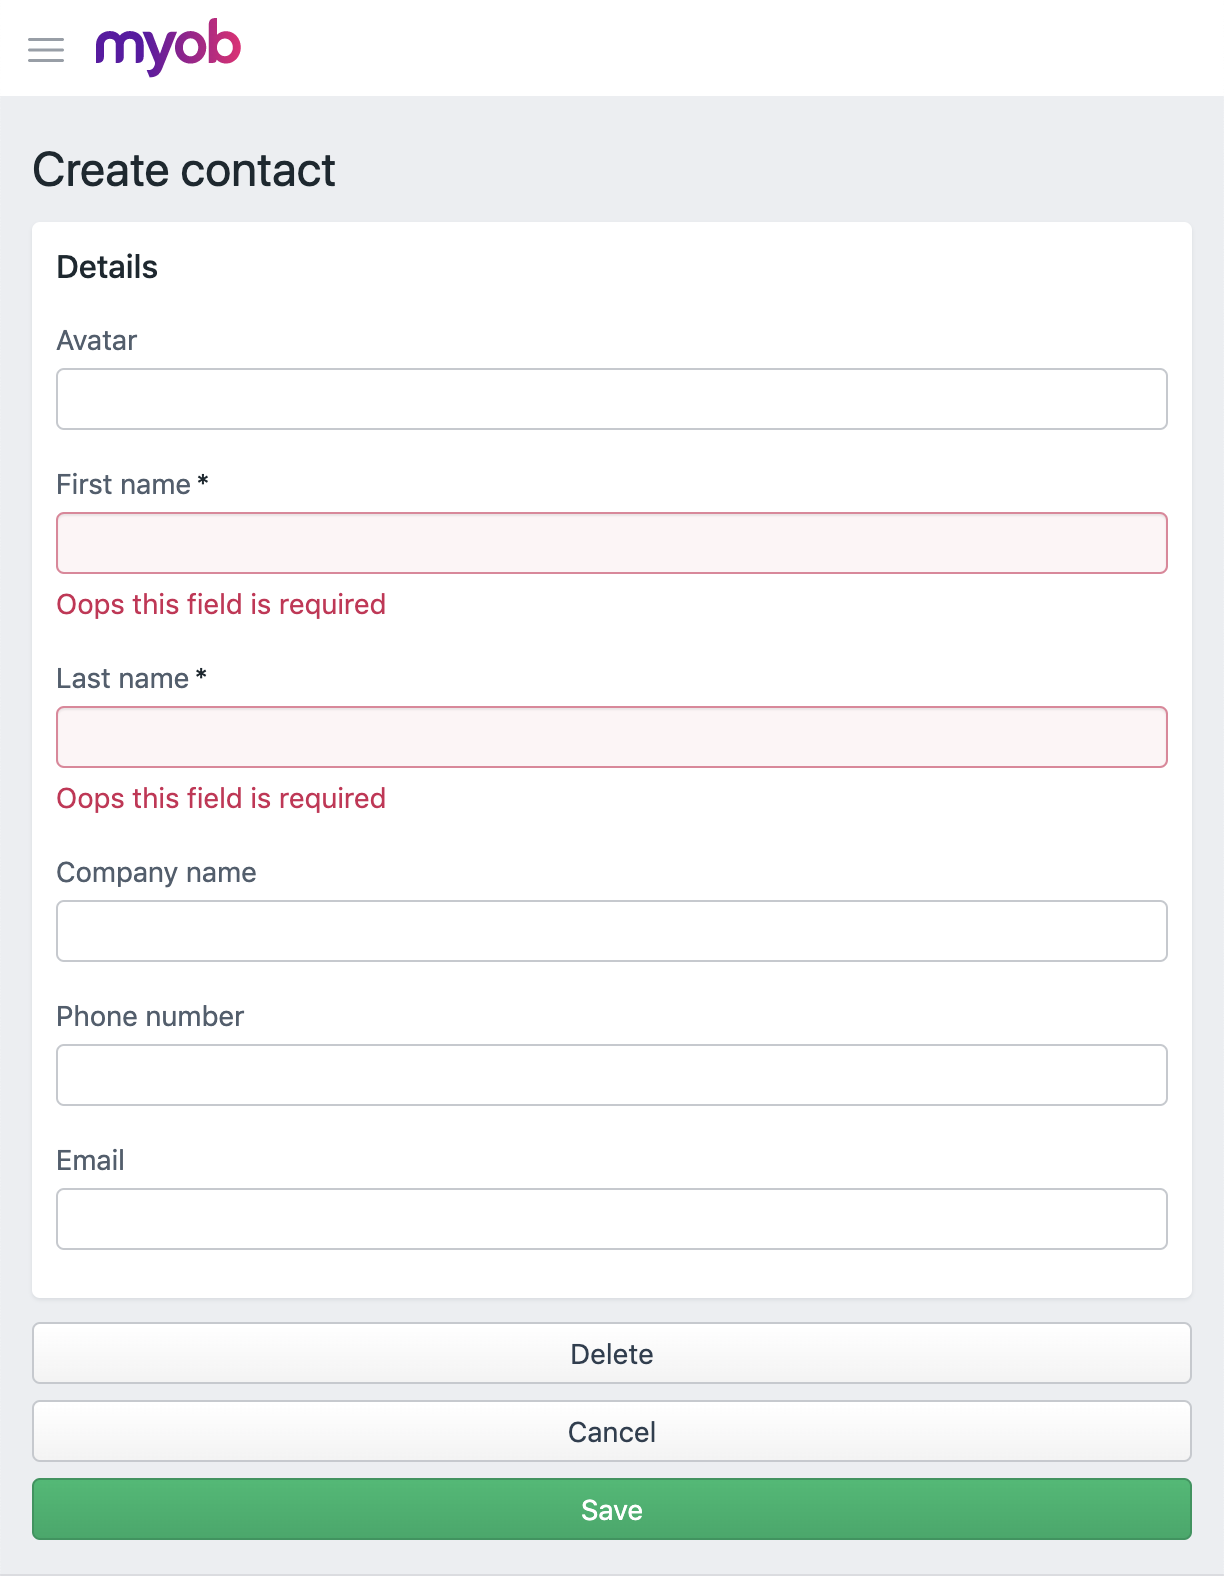 myob
Create contact
Details
Avatar
First name *
Oops this field is required
Last name *
Oops this field is required
Company name
Phone number
Email
Delete
Cancel
Save